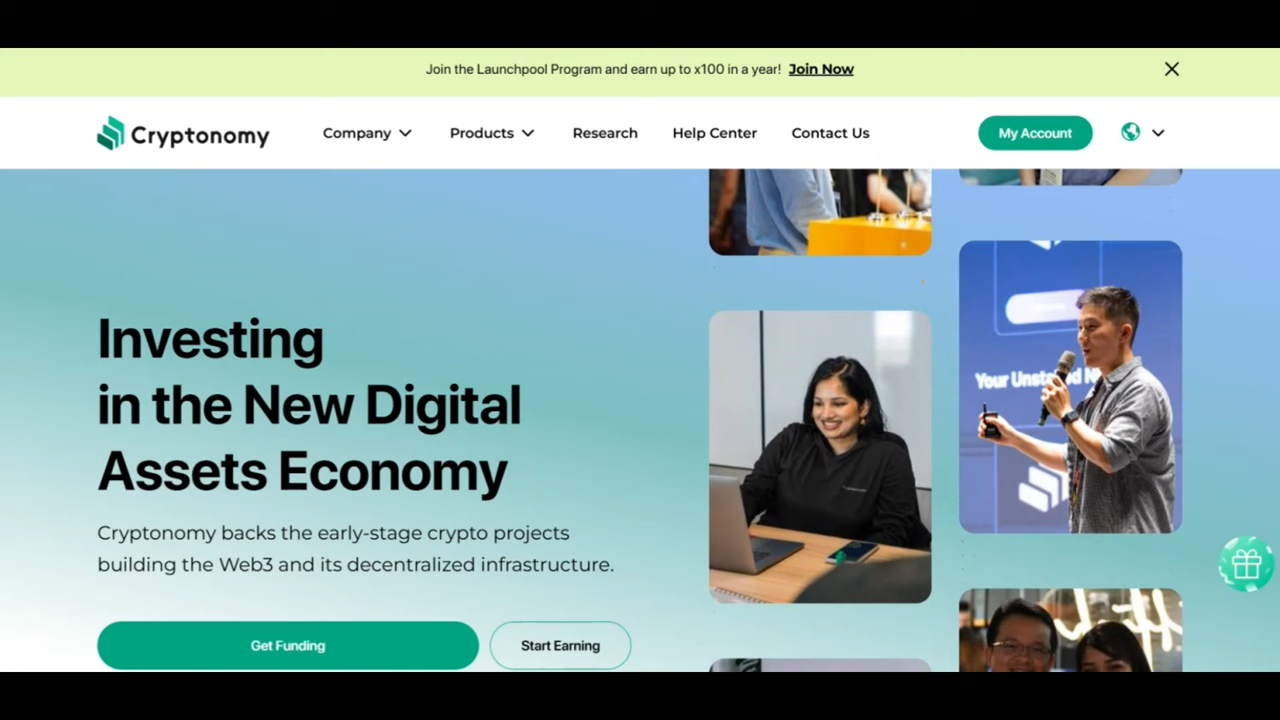 Join the Launchpool Program and earn up to x100 in a year! Join Now
Cryptonomy Company Products Research Help Center Contact Us My Account
Investing
in the New Digital
Assets Economy
Cryptonomy backs the early-stage crypto projects
building the Web3 and its decentralized infrastructure.
Get Funding Start Earning
Your Unst